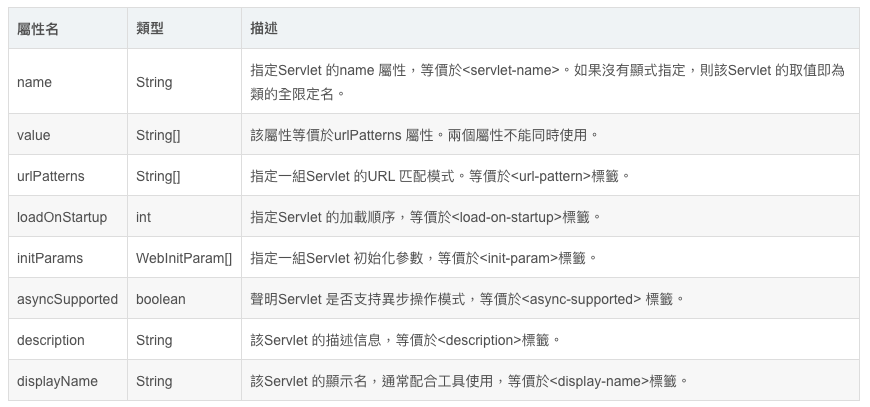 屬性名 類型 描述
name String 指定Servlet 的name 屬性，等價於<servlet-name>。如果沒有顯式指定，則該Servlet 的取值即為
類的全限定名。
value String[] 該屬性等價於urlPatterns 屬性。兩個屬性不能同時使用。
urlPatterns String[] 指定一組Servlet 的URL 匹配模式。等價於<url-pattern>標籤。
loadOnStartup int 指定Servlet 的加載順序，等價於<load-on-startup>標籤。
initParams WebInitParam[] 指定一組Servlet 初始化參數，等價於<init-param>標籤。
asyncSupported boolean 聲明Servlet 是否支持異步操作模式，等價於<async-supported> 標籤。
description String 該Servlet 的描述信息，等價於<description>標籤。
displayName String 該Servlet 的顯示名，通常配合工具使用，等價於<display-name>標籤。